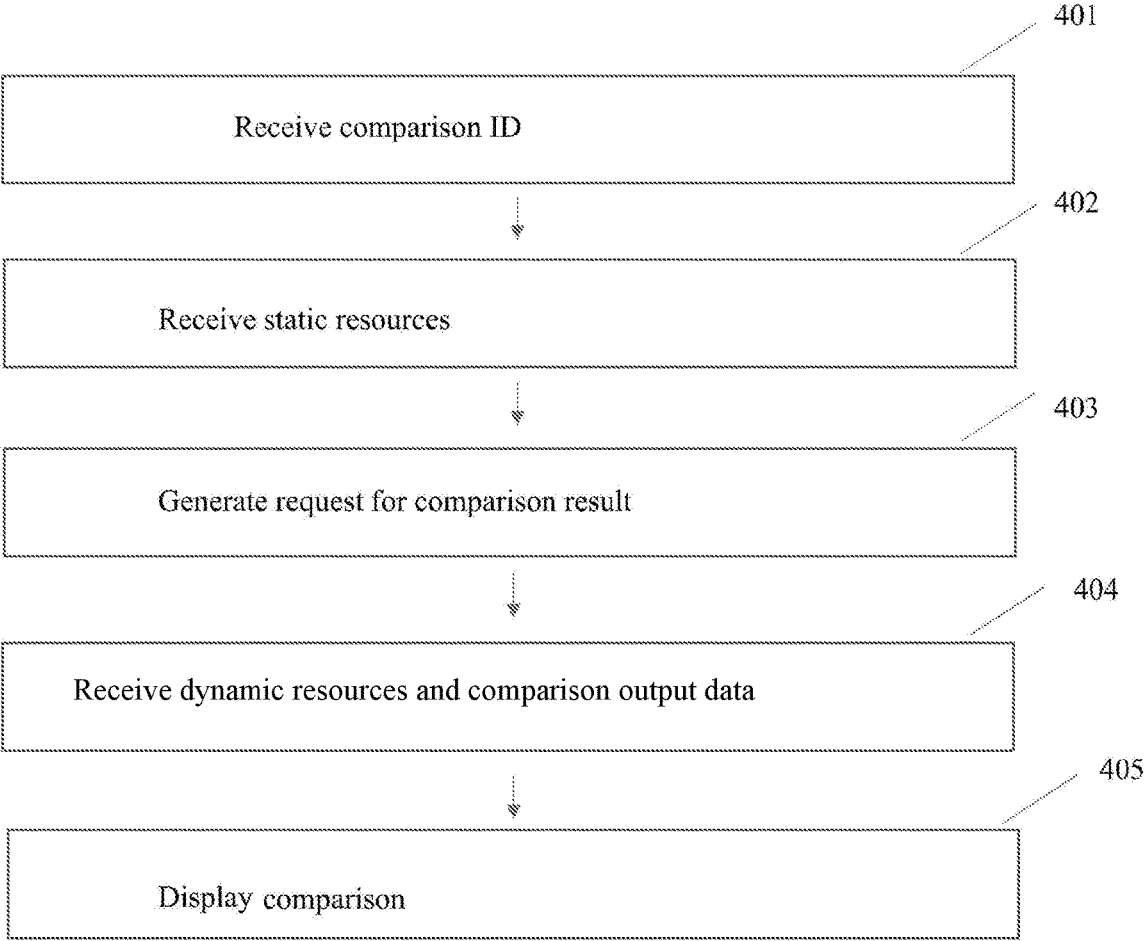 401
Receive comparison ID
402
Receive static resources
403
Generate request for comparison result
404
Receive dynamic resources and comparison output data
405
Display comparison